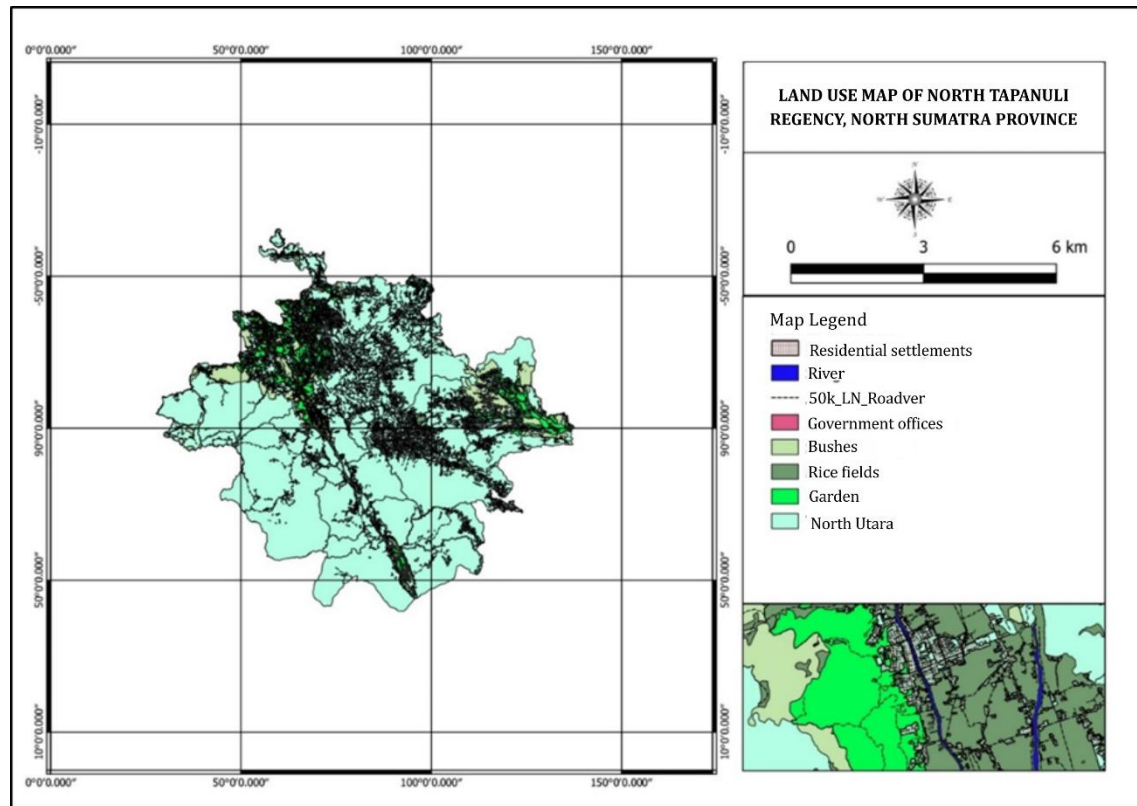 0°0'0.000"
50°0'0.000"
100°0'0.000"
150°0'0.000"
-10°0'0.000"
-50°0'0.000"
90°0'0.000"
50°0'0.000"
10°0'0.000"
-10°0'0.000"
-50°0'0.000"
90°0'0.000"
50°0'0.000"
10°0'0.000"
0°0'0.000"
50°0'0.000"
100°0'0.000"
150°0'0.000"
LAND USE MAP OF NORTH TAPANULI
REGENCY, NORTH SUMATRA PROVINCE
N
W E
S
0 3 6 km
Map Legend
Residential settlements
River
50k_LN_Roadver
Government offices
Bushes
Rice fields
Garden
North Utara